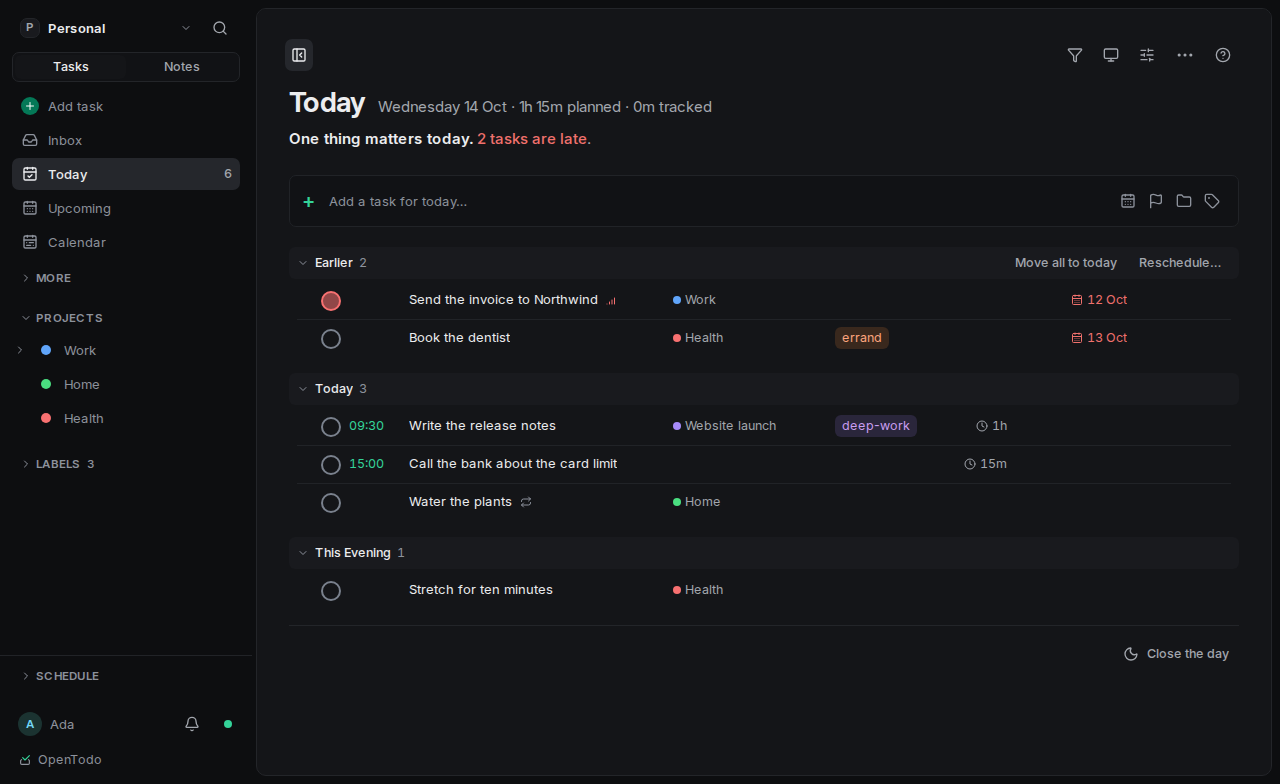 P Personal
Tasks Notes
Add task
Inbox
Today 6
Upcoming
Calendar
MORE
PROJECTS
Work
Home
Health
LABELS 3
SCHEDULE
A Ada
OpenTodo
Today Wednesday 14 Oct · 1h 15m planned · 0m tracked
One thing matters today. 2 tasks are late.
Add a task for today...
Earlier 2 Move all to today Reschedule...
Send the invoice to Northwind Work 12 Oct
Book the dentist Health errand 13 Oct
Today 3
09:30 Write the release notes Website launch deep-work 1h
15:00 Call the bank about the card limit 15m
Water the plants Home
This Evening 1
Stretch for ten minutes Health
Close the day